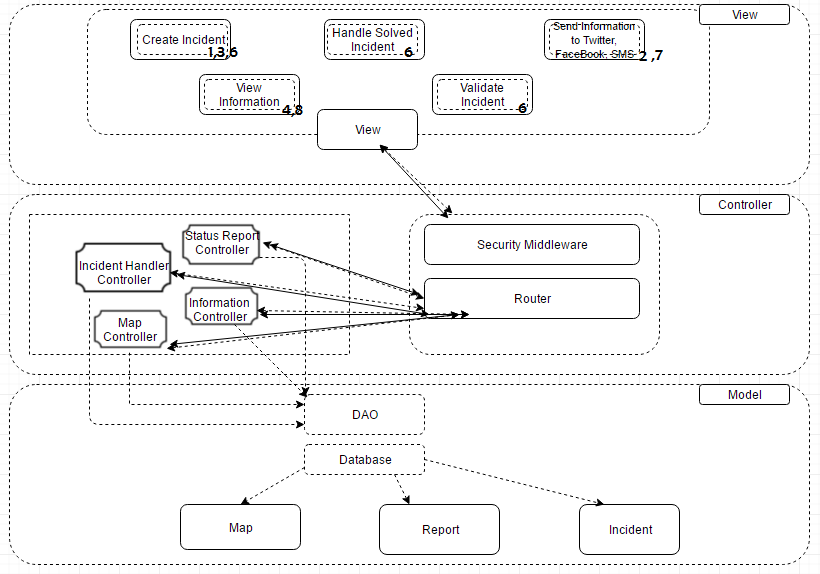 View
Create Incident
1,3,6
Handle Solved
Incident
6
Send Information
to Twitter,
FaceBook, SMS
2 ,7
View
Information
4,8
Validate
Incident
6
View
Controller
Status Report
Controller
Security Middleware
Incident Handler
Controller
Information
Controller
Router
Map
Controller
Model
DAO
Database
Map
Report
Incident